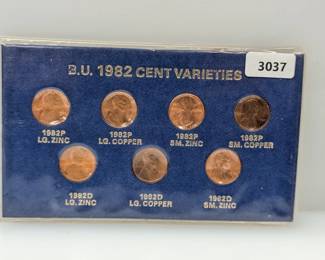 B.U. 1982 CENT VARIETIES
3037
1982P 1982P 1982P 1982P
LG. ZINC LG. COPPER SM. ZINC SM. COPPER
1982D 1982D 1982D
LG. ZINC LG. COPPER SM. ZINC